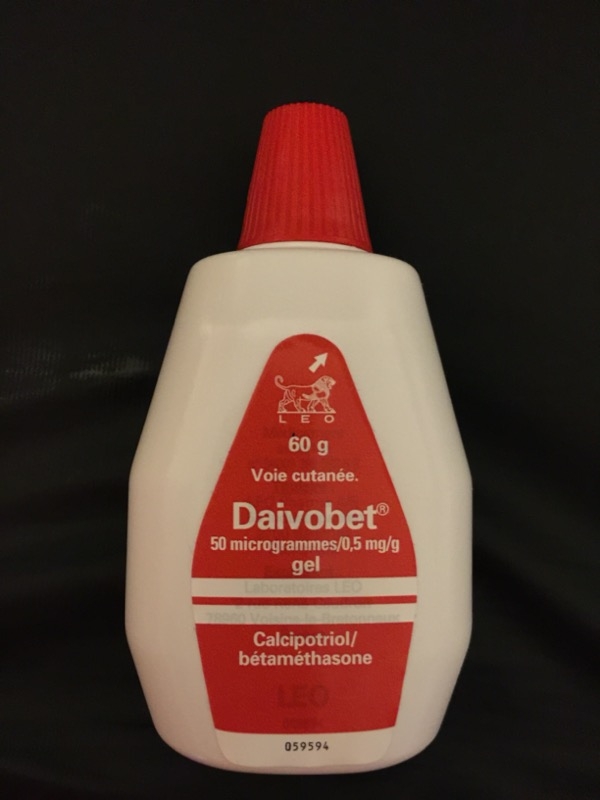 LEO
60 g
Voie cutanée.
Daivobet®
50 microgrammes/0,5 mg/g
gel
Laboratoires LEO
Calcipotriol/
bétaméthasone
LEO
059594